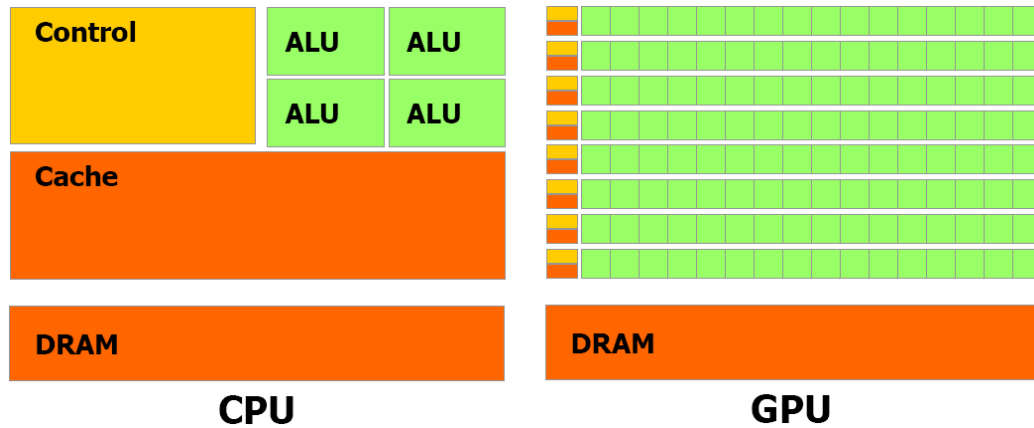 Control
ALU
ALU
ALU
ALU
Cache
DRAM
CPU
DRAM
GPU